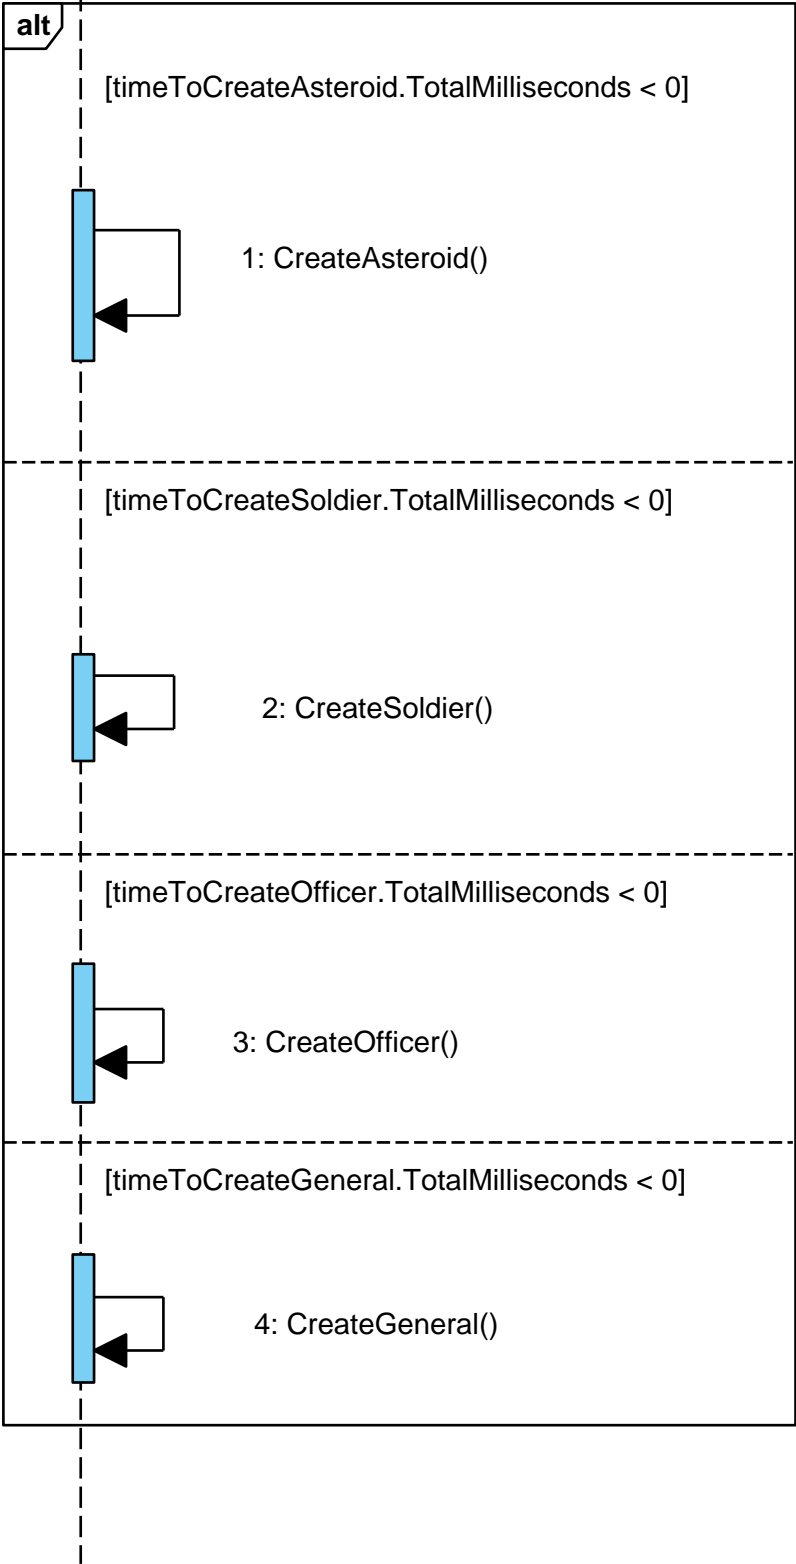 alt
[timeToCreateAsteroid.TotalMilliseconds < 0]
1: CreateAsteroid()
[timeToCreateSoldier.TotalMilliseconds < 0]
2: CreateSoldier()
[timeToCreateOfficer.TotalMilliseconds < 0]
3: CreateOfficer()
[timeToCreateGeneral.TotalMilliseconds < 0]
4: CreateGeneral()